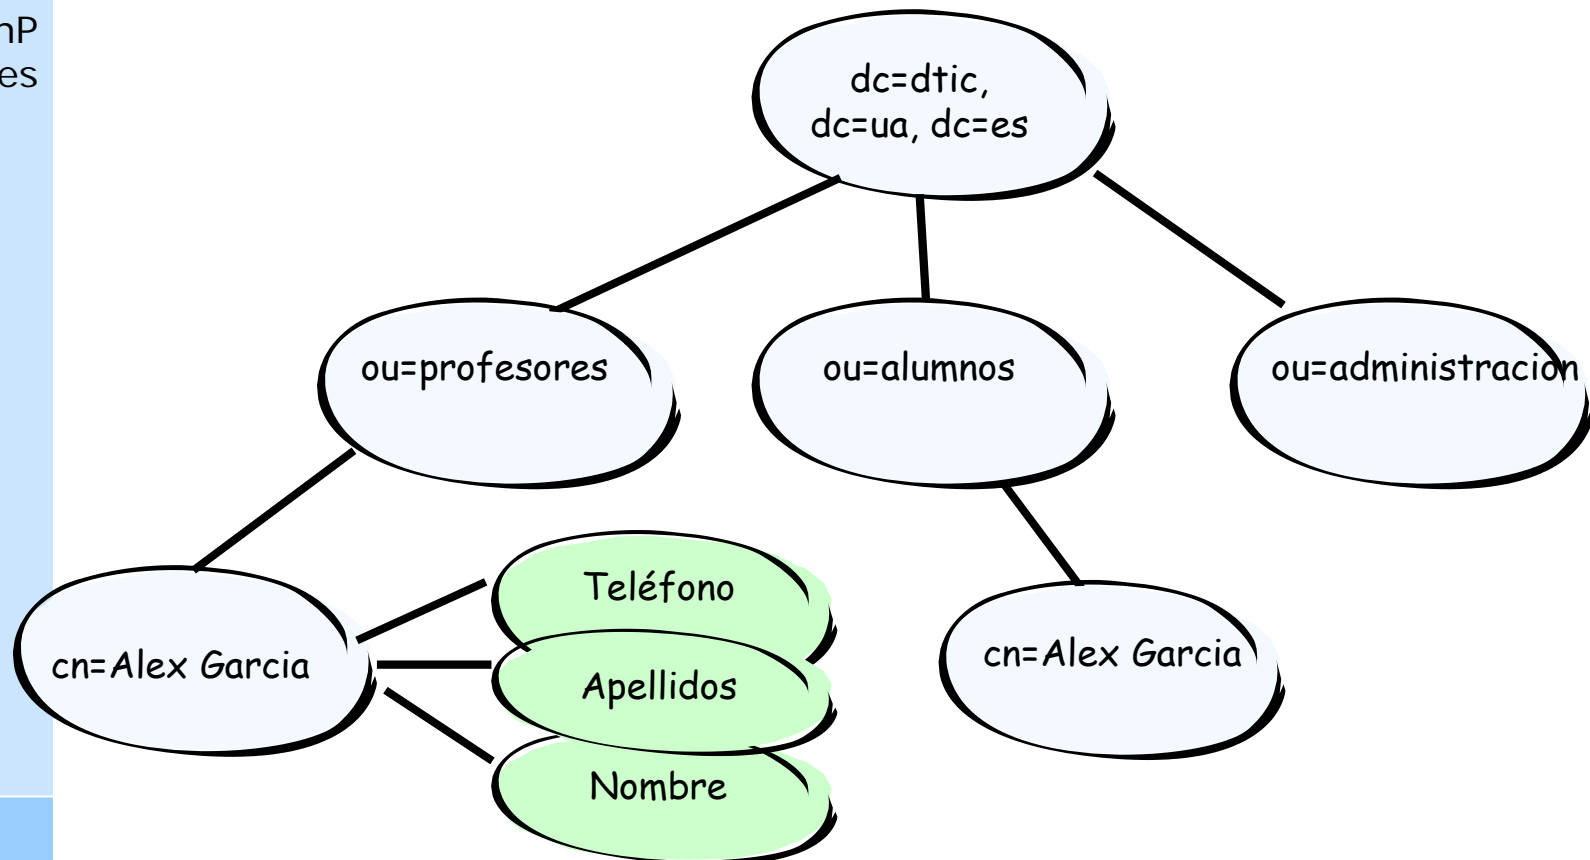 nP
es
dc=dtic,
dc=ua, dc=es
ou=profesores
ou=alumnos
ou=administracion
cn=Alex Garcia
Teléfono
Apellidos
Nombre
cn=Alex Garcia